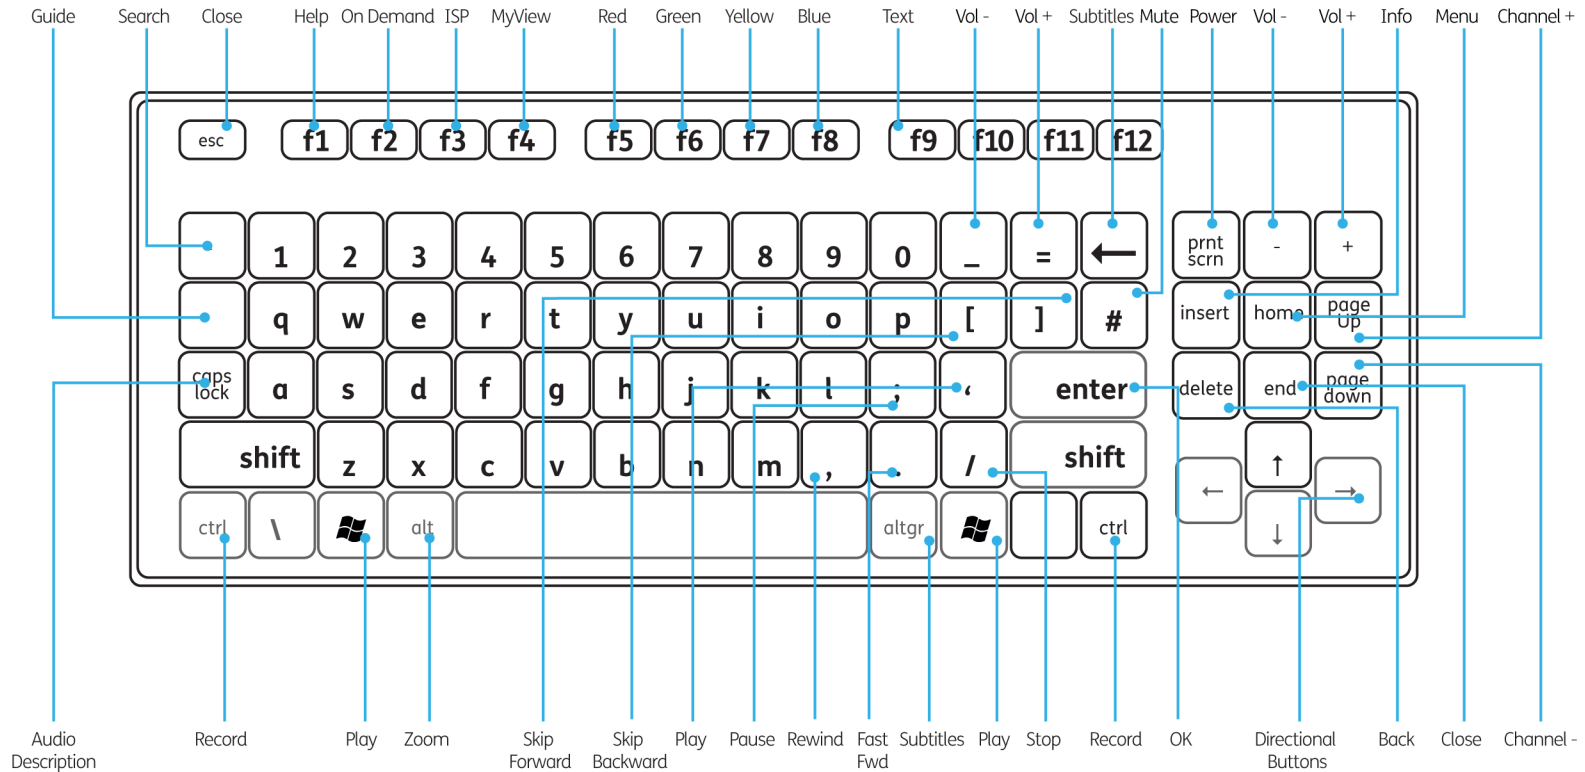 Guide Search Close Help On Demand ISP MyView Red Green Yellow Blue Text Vol - Vol + Subtitles Mute Power Vol - Vol + Info Menu Channel +
esc f1 f2 f3 f4 f5 f6 f7 f8 f9 f10 f11 f12
1 2 3 4 5 6 7 8 9 0 _ = ← prnt scrn - +
q w e r t y u i o p [ ] # insert home page Up
caps lock a s d f g h j k l ; ‘ enter delete end page down
shift z x c v b n m , . / shift ↑
← →
ctrl \ alt altgr ctrl ↓
Audio Description Record Play Zoom Skip Forward Skip Backward Play Pause Rewind Fast Fwd Subtitles Play Stop Record OK Directional Buttons Back Close Channel -